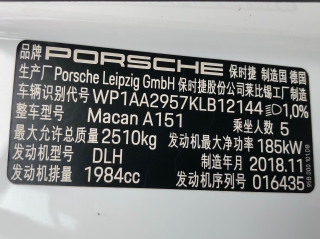 品牌 PORSCHE 保时捷 制造国 德国
生产厂 Porsche Leipzig GmbH 保时捷股份公司莱比锡工厂制造
车辆识别代号 WP1AA2957KLB12144 1,0%
整车型号 Macan A151 乘坐人数 5
最大允许总质量 2510kg 发动机最大净功率 185kW
发动机型号 DLH 制造年月 2018.11
发动机排量 1984cc 发动机序列号 016435